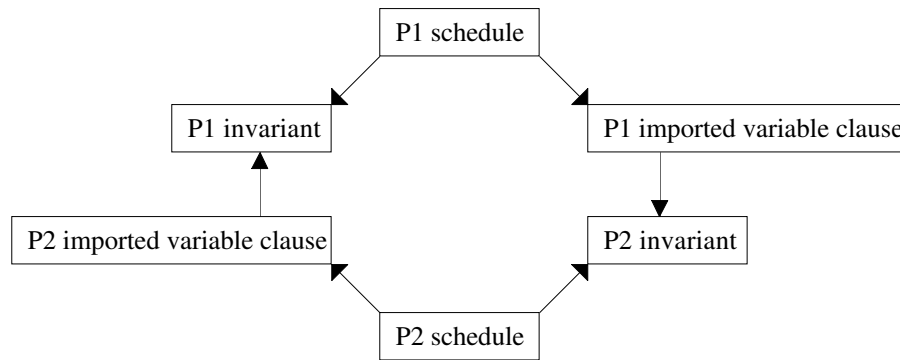 P1 schedule
P1 invariant
P1 imported variable clause
P2 imported variable clause
P2 invariant
P2 schedule